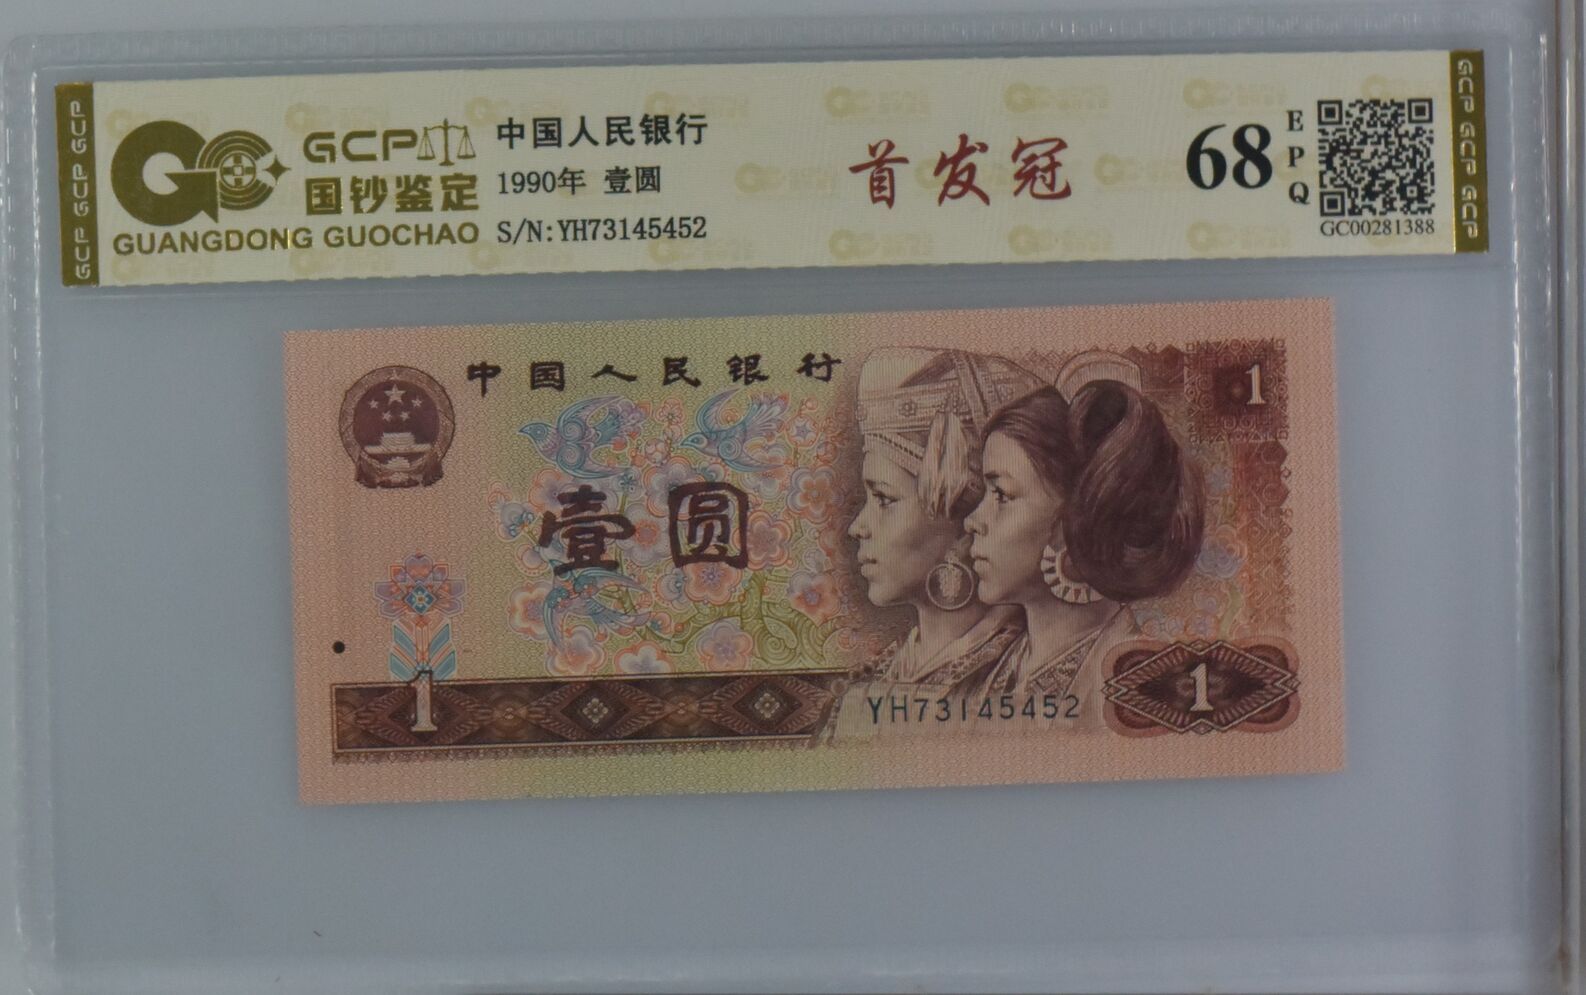 GCP GCP GCP
GCP
国钞鉴定
GUANGDONG GUOCHAO
中国人民银行
1990年 壹圆
S/N:YH73145452
首发冠
68
EPQ
GC00281388
GCP GCP GCP
中国人民银行
1
壹圆
1
YH73145452
1